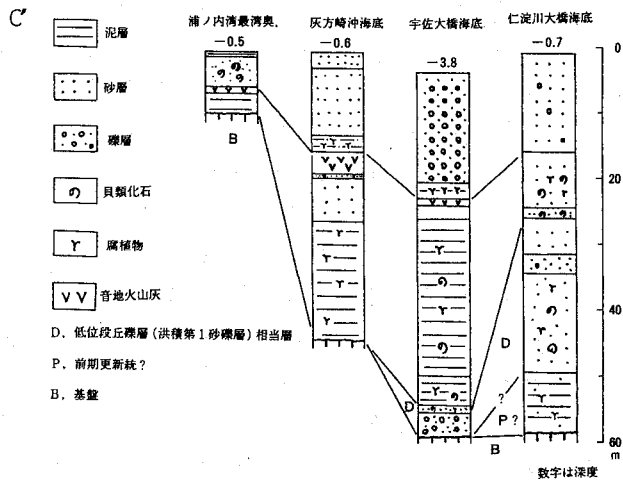 C'
泥層
砂層
礫層
貝類化石
腐植物
音地火山灰
D. 低位段丘礫層 (洪積第1砂礫層) 相当層
P. 前期更新統？
B. 基盤
浦ノ内湾最湾奥.
-0.5
B
灰方崎沖海底
-0.6
宇佐大橋海底
-3.8
仁淀川大橋海底
-0.7
D
D
?
P ?
B
0
20
40
60
m
数字は深度